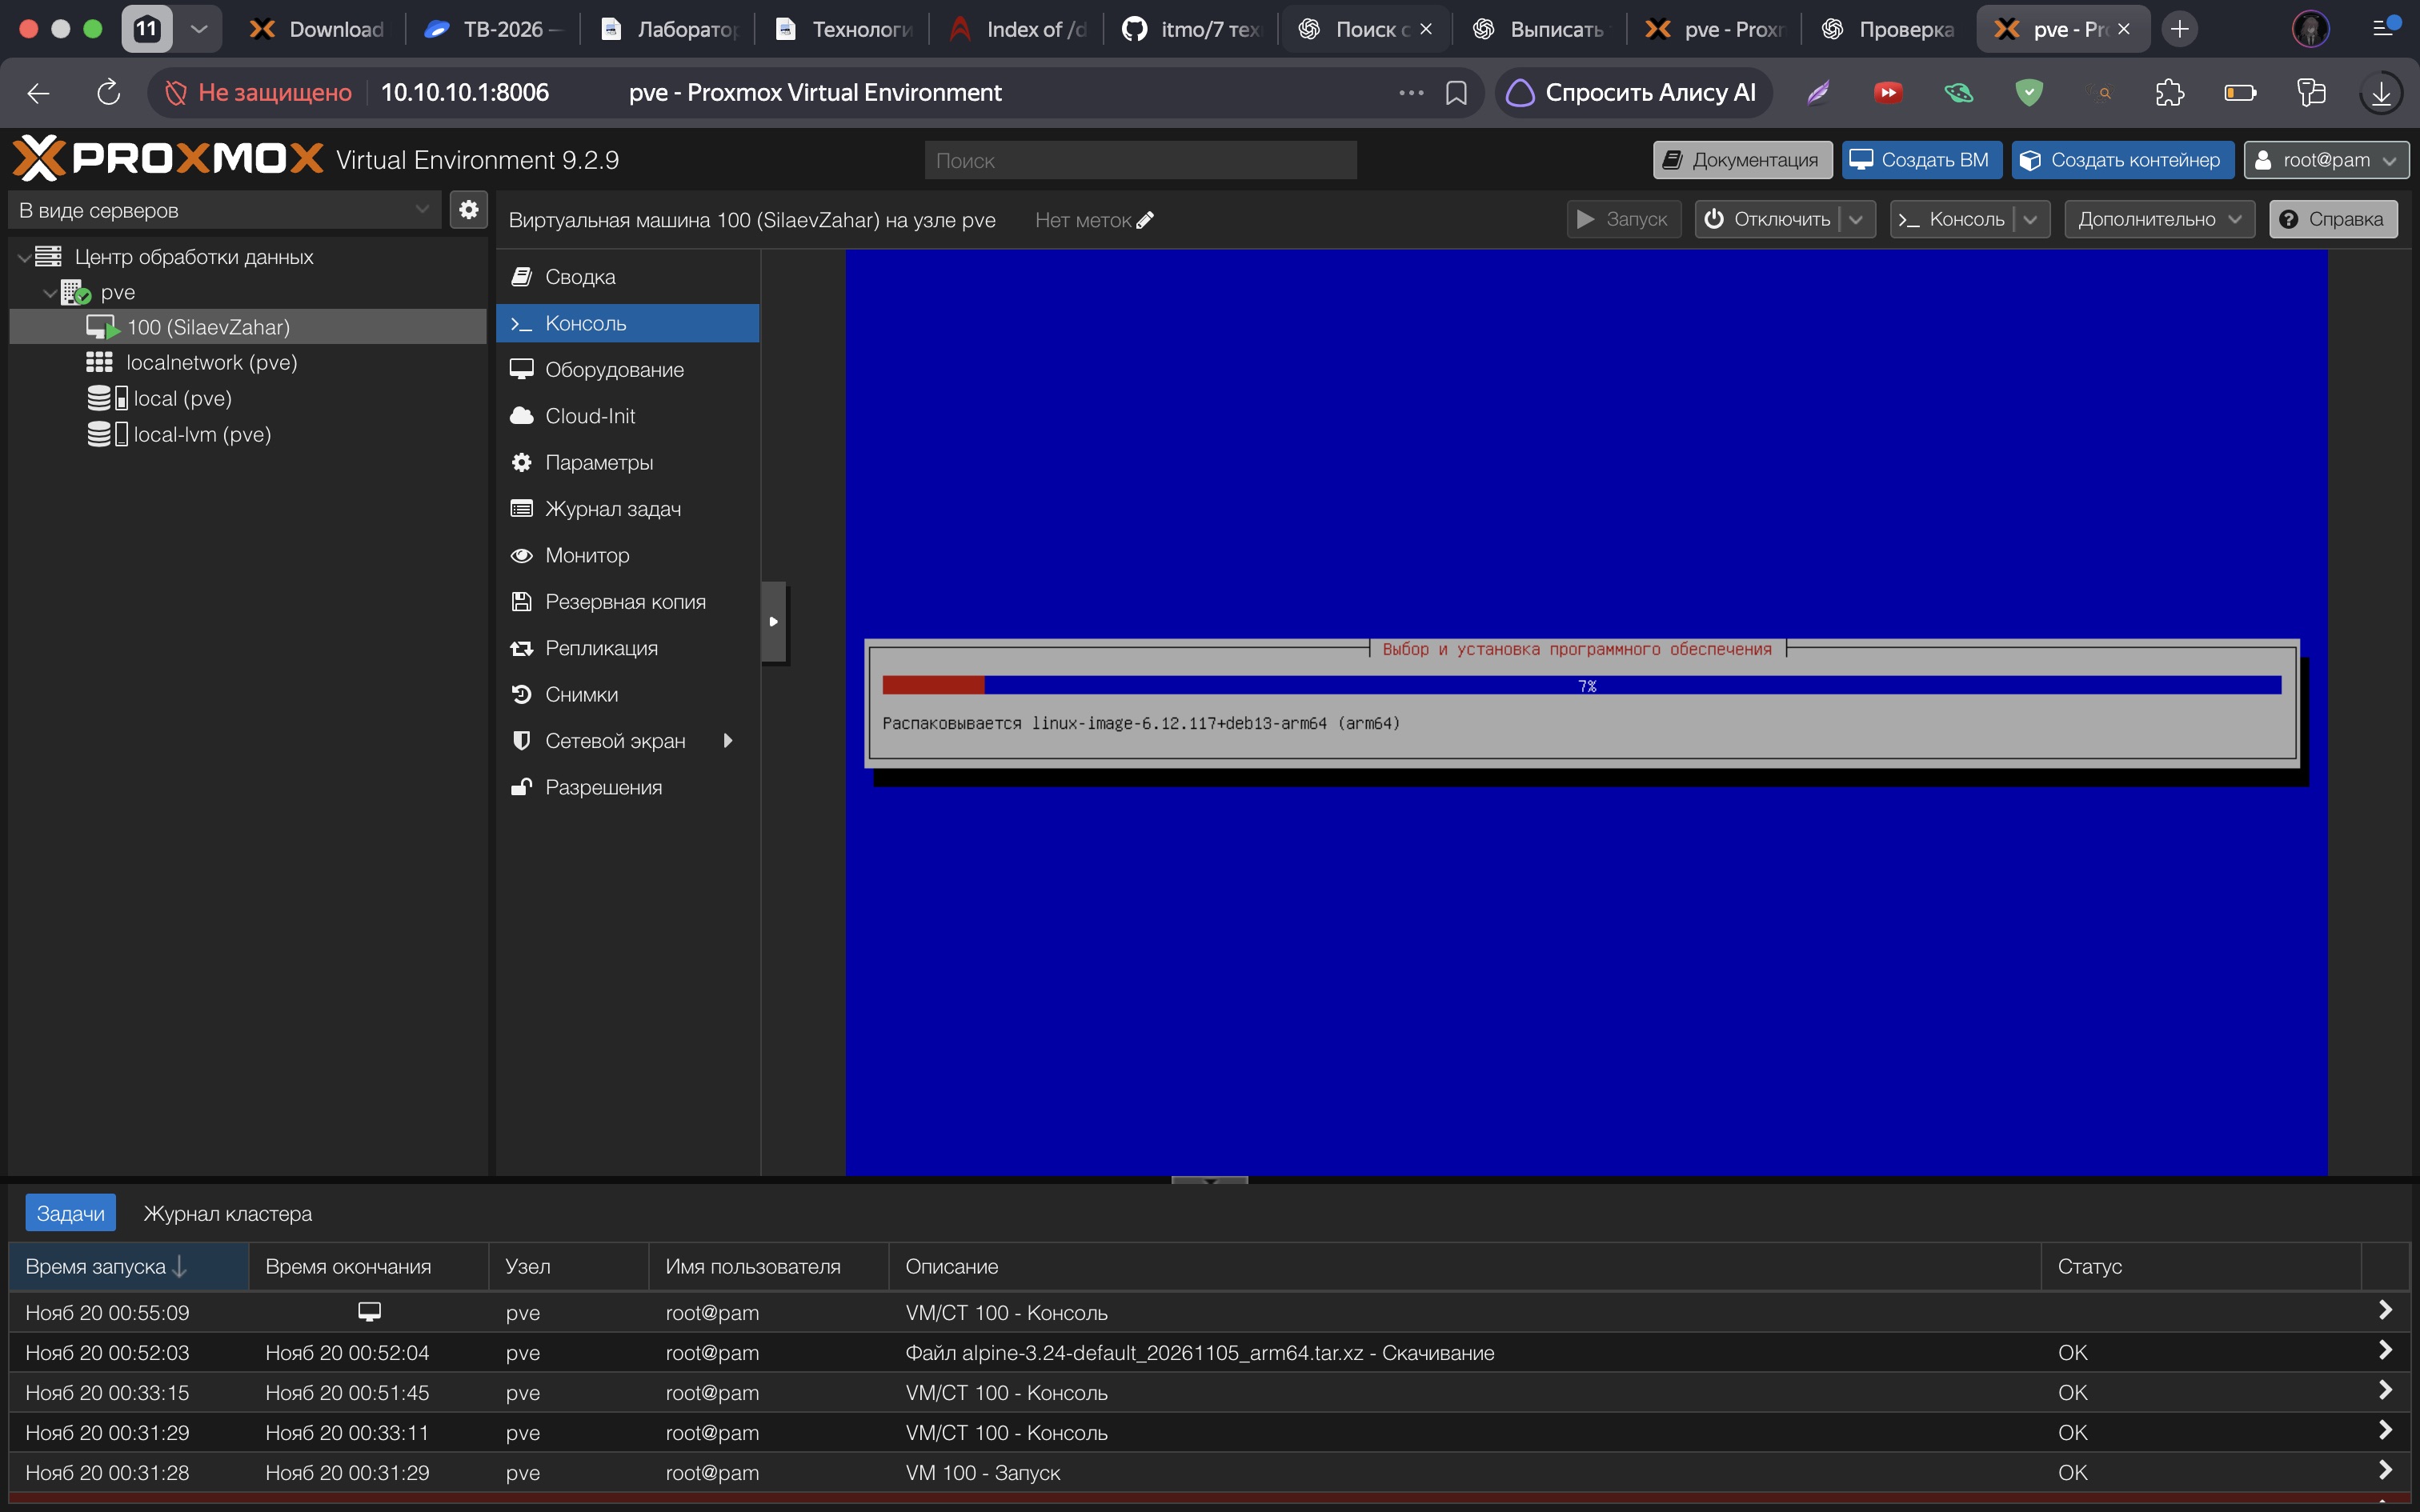 11 Download ТВ-2026 — Лаборатор Технологи Index of /d itmo/7 тех Поиск с Выписать pve - Proxm Проверка pve - Pr
Не защищено 10.10.10.1:8006 pve - Proxmox Virtual Environment Спросить Алису AI
PROXMOX Virtual Environment 9.2.9 Поиск Документация Создать ВМ Создать контейнер root@pam
В виде серверов
Виртуальная машина 100 (SilaevZahar) на узле pve Нет меток Запуск Отключить Консоль Дополнительно Справка
Центр обработки данных
pve
100 (SilaevZahar)
localnetwork (pve)
local (pve)
local-lvm (pve)
Сводка
Консоль
Оборудование
Cloud-Init
Параметры
Журнал задач
Монитор
Резервная копия
Репликация
Снимки
Сетевой экран
Разрешения
Выбор и установка программного обеспечения
7%
Распаковывается linux-image-6.12.117+deb13-arm64 (arm64)
Задачи Журнал кластера
Время запуска Время окончания Узел Имя пользователя Описание Статус
Нояб 20 00:55:09 pve root@pam VM/CT 100 - Консоль
Нояб 20 00:52:03 Нояб 20 00:52:04 pve root@pam Файл alpine-3.24-default_20261105_arm64.tar.xz - Скачивание OK
Нояб 20 00:33:15 Нояб 20 00:51:45 pve root@pam VM/CT 100 - Консоль OK
Нояб 20 00:31:29 Нояб 20 00:33:11 pve root@pam VM/CT 100 - Консоль OK
Нояб 20 00:31:28 Нояб 20 00:31:29 pve root@pam VM 100 - Запуск OK